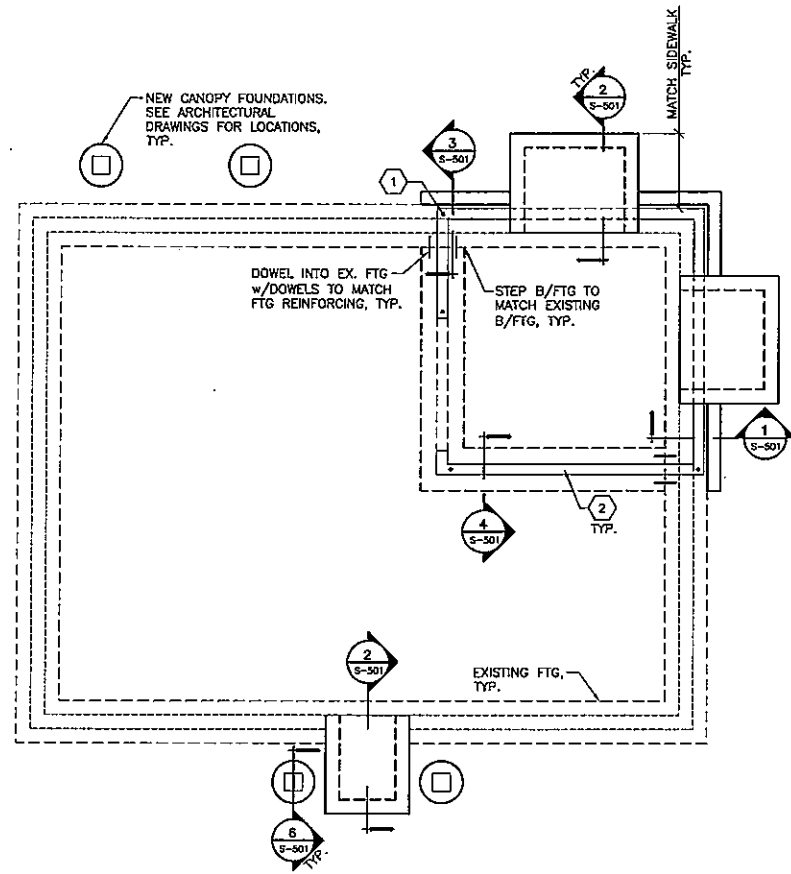 MATCH SIDEWALK
TYP.
NEW CANOPY FOUNDATIONS.
SEE ARCHITECTURAL
DRAWINGS FOR LOCATIONS,
TYP.
TYP.
2
S-501
3
S-501
1
DOWEL INTO EX. FTG
w/DOWELS TO MATCH
FTG REINFORCING, TYP.
STEP B/FTG TO
MATCH EXISTING
B/FTG, TYP.
1
S-501
2
TYP.
4
S-501
2
S-501
EXISTING FTG,
TYP.
6
S-501
TYP.